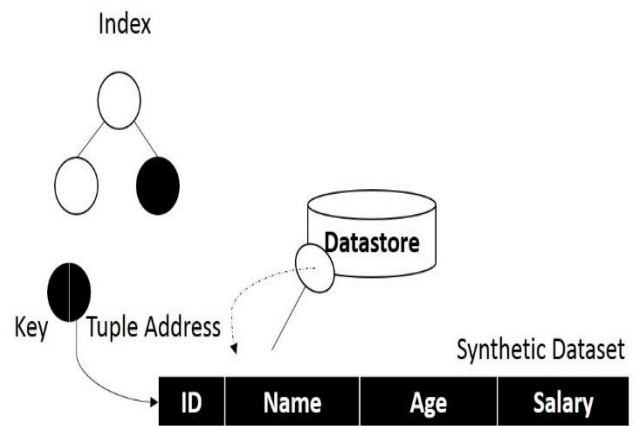 Index
Datastore
Key Tuple Address
Synthetic Dataset
ID Name Age Salary